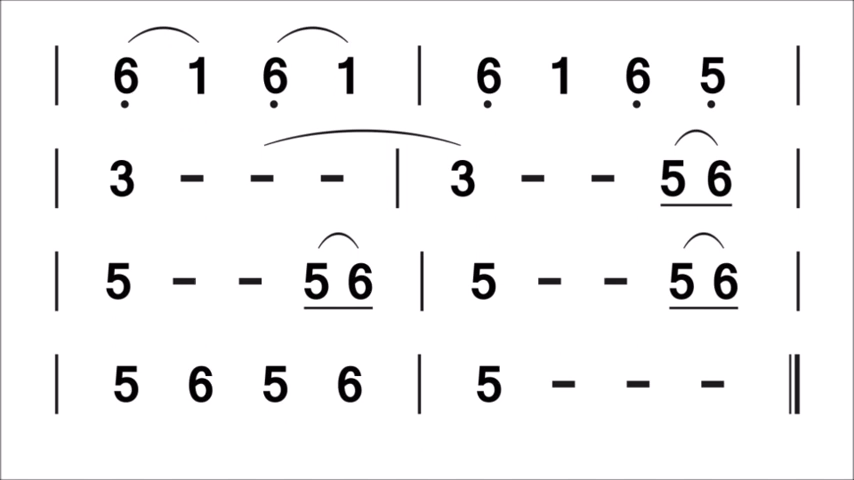 | 6̣ 1 6̣ 1 | 6̣ 1 6̣ 5̣ |
| 3 - - - | 3 - - 5 6 |
| 5 - - 5 6 | 5 - - 5 6 |
| 5 6 5 6 | 5 - - - ‖